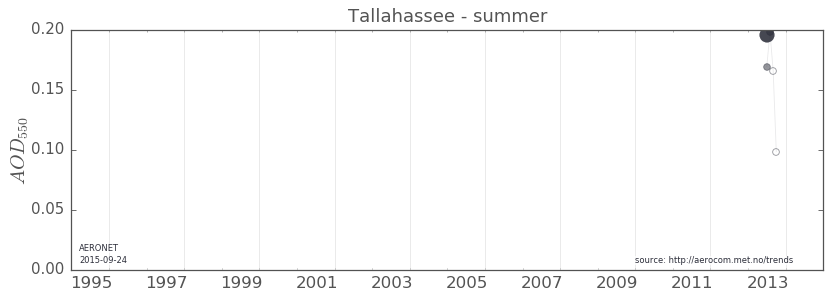 Tallahassee - summer
0.20
0.15
0.10
0.05
0.00
AOD550
AERONET
2015-09-24
source: http://aerocom.met.no/trends
1995 1997 1999 2001 2003 2005 2007 2009 2011 2013